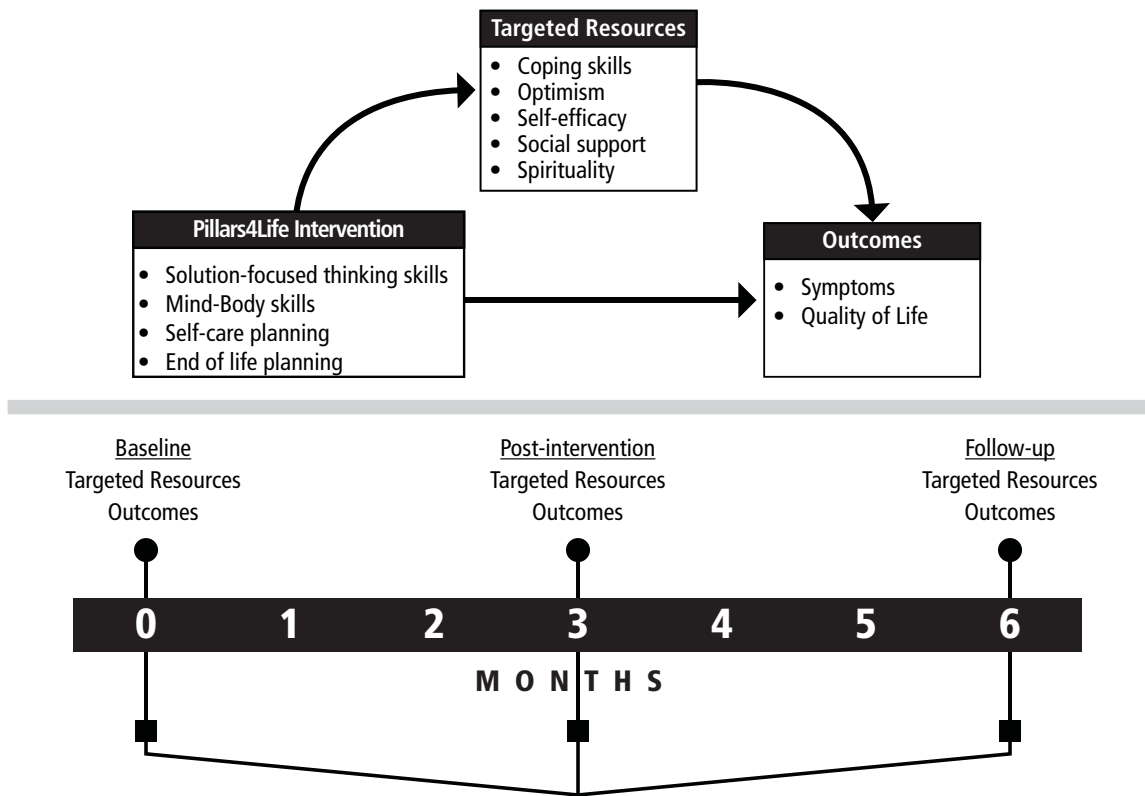 Targeted Resources
• Coping skills
• Optimism
• Self-efficacy
• Social support
• Spirituality
Pillars4Life Intervention
• Solution-focused thinking skills
• Mind-Body skills
• Self-care planning
• End of life planning
Outcomes
• Symptoms
• Quality of Life
Baseline
Targeted Resources
Outcomes
Post-intervention
Targeted Resources
Outcomes
Follow-up
Targeted Resources
Outcomes
0 1 2 3 4 5 6
MONTHS